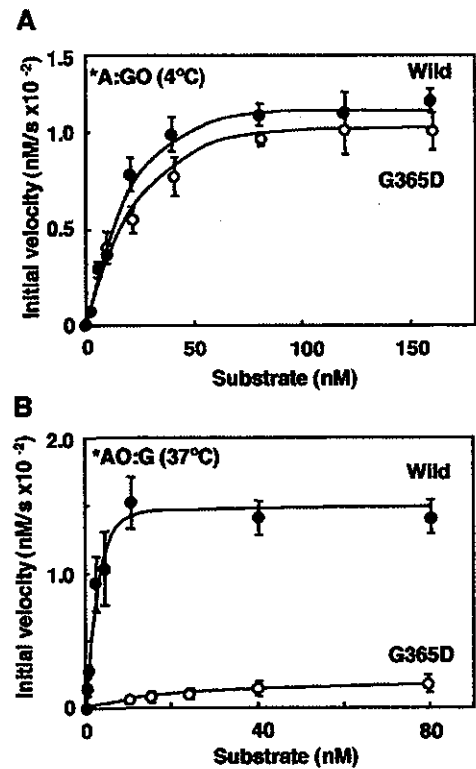 A
Initial velocity (nM/s x10⁻²)
1.5
1.0
0.5
0
*A:GO (4°C)
Wild
G365D
0
50
100
150
Substrate (nM)
B
Initial velocity (nM/s x10⁻²)
2.0
1.0
0
*AO:G (37°C)
Wild
G365D
0
20
40
60
80
Substrate (nM)